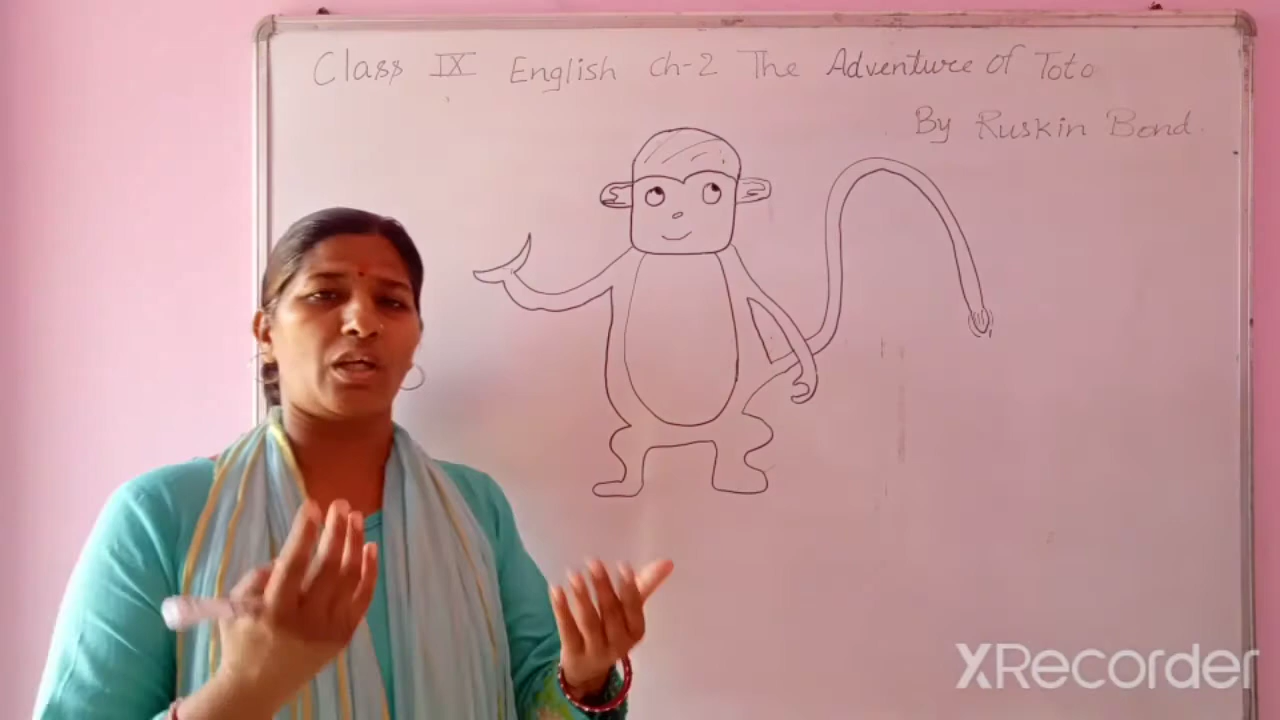 Class IX English Ch-2 The Adventure of Toto
By Ruskin Bond.
XRecorder